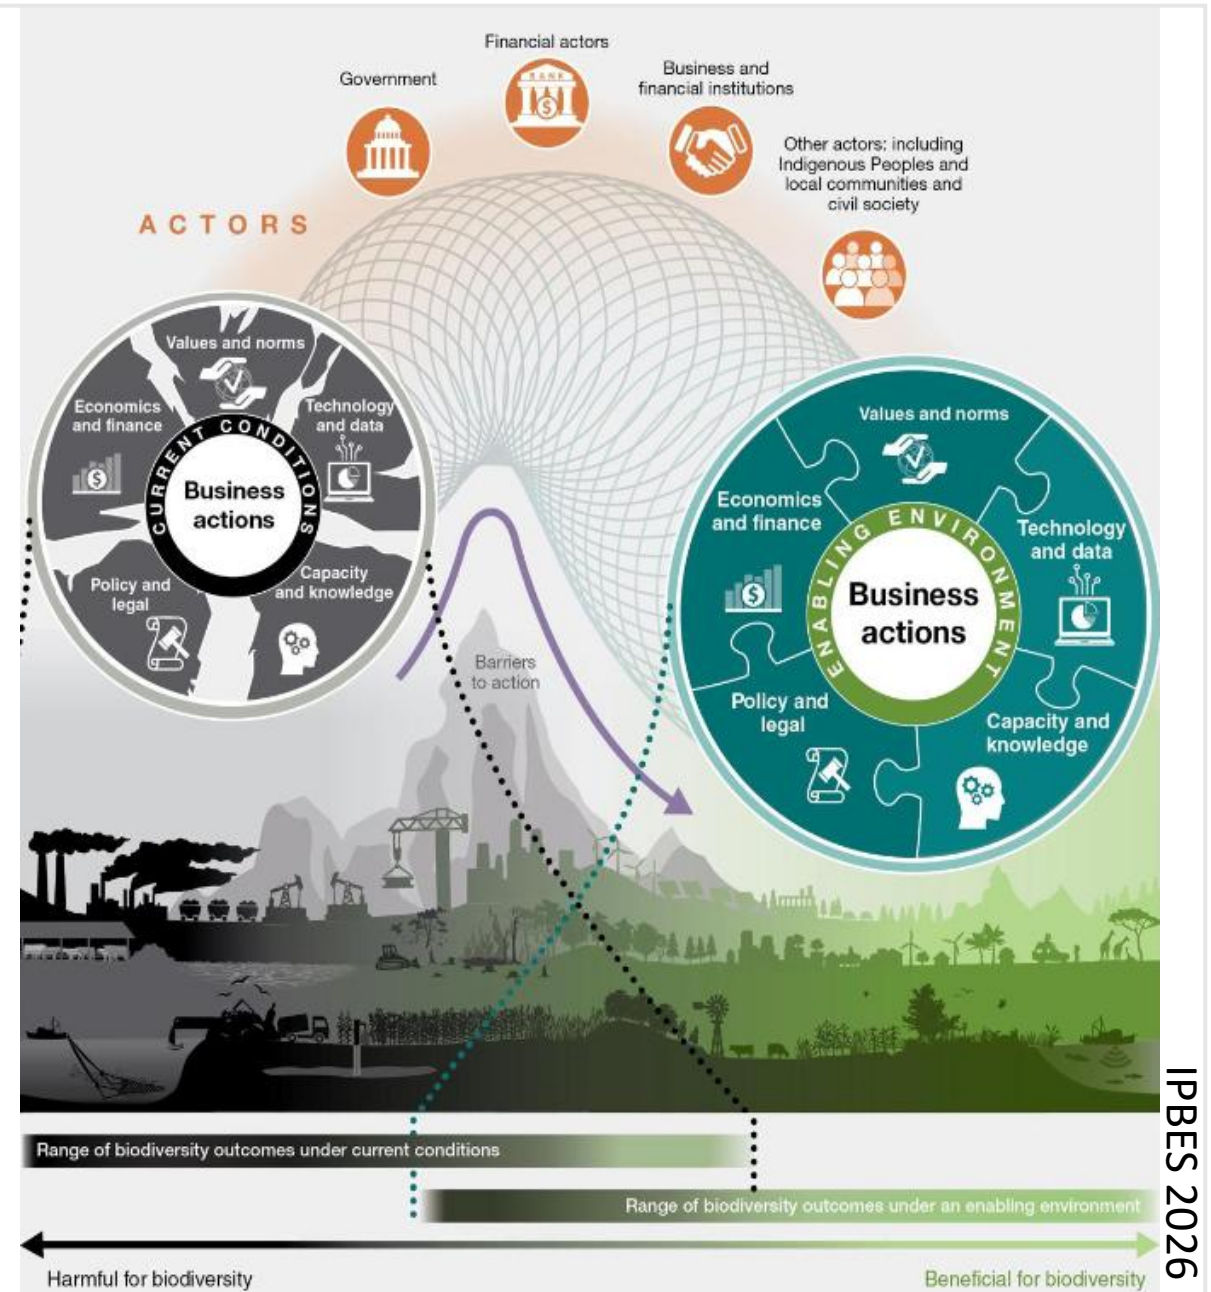 Financial actors
Government
Business and
financial institutions
Other actors: including
Indigenous Peoples and
local communities and
civil society
BANK
ACTORS
Values and norms
Economics
and finance
Technology
and data
CURRENT CONDITIONS
Business
actions
Policy and
legal
Capacity
and knowledge
Values and norms
Economics
and finance
Technology
and data
ENABLING ENVIRONMENT
Business
actions
Policy and
legal
Capacity and
knowledge
Barriers
to action
Range of biodiversity outcomes under current conditions
Range of biodiversity outcomes under an enabling environment
Harmful for biodiversity
Beneficial for biodiversity
IPBES 2026